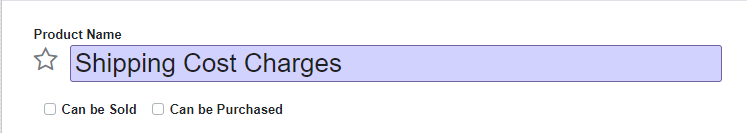 Product Name
Shipping Cost Charges
Can be Sold Can be Purchased